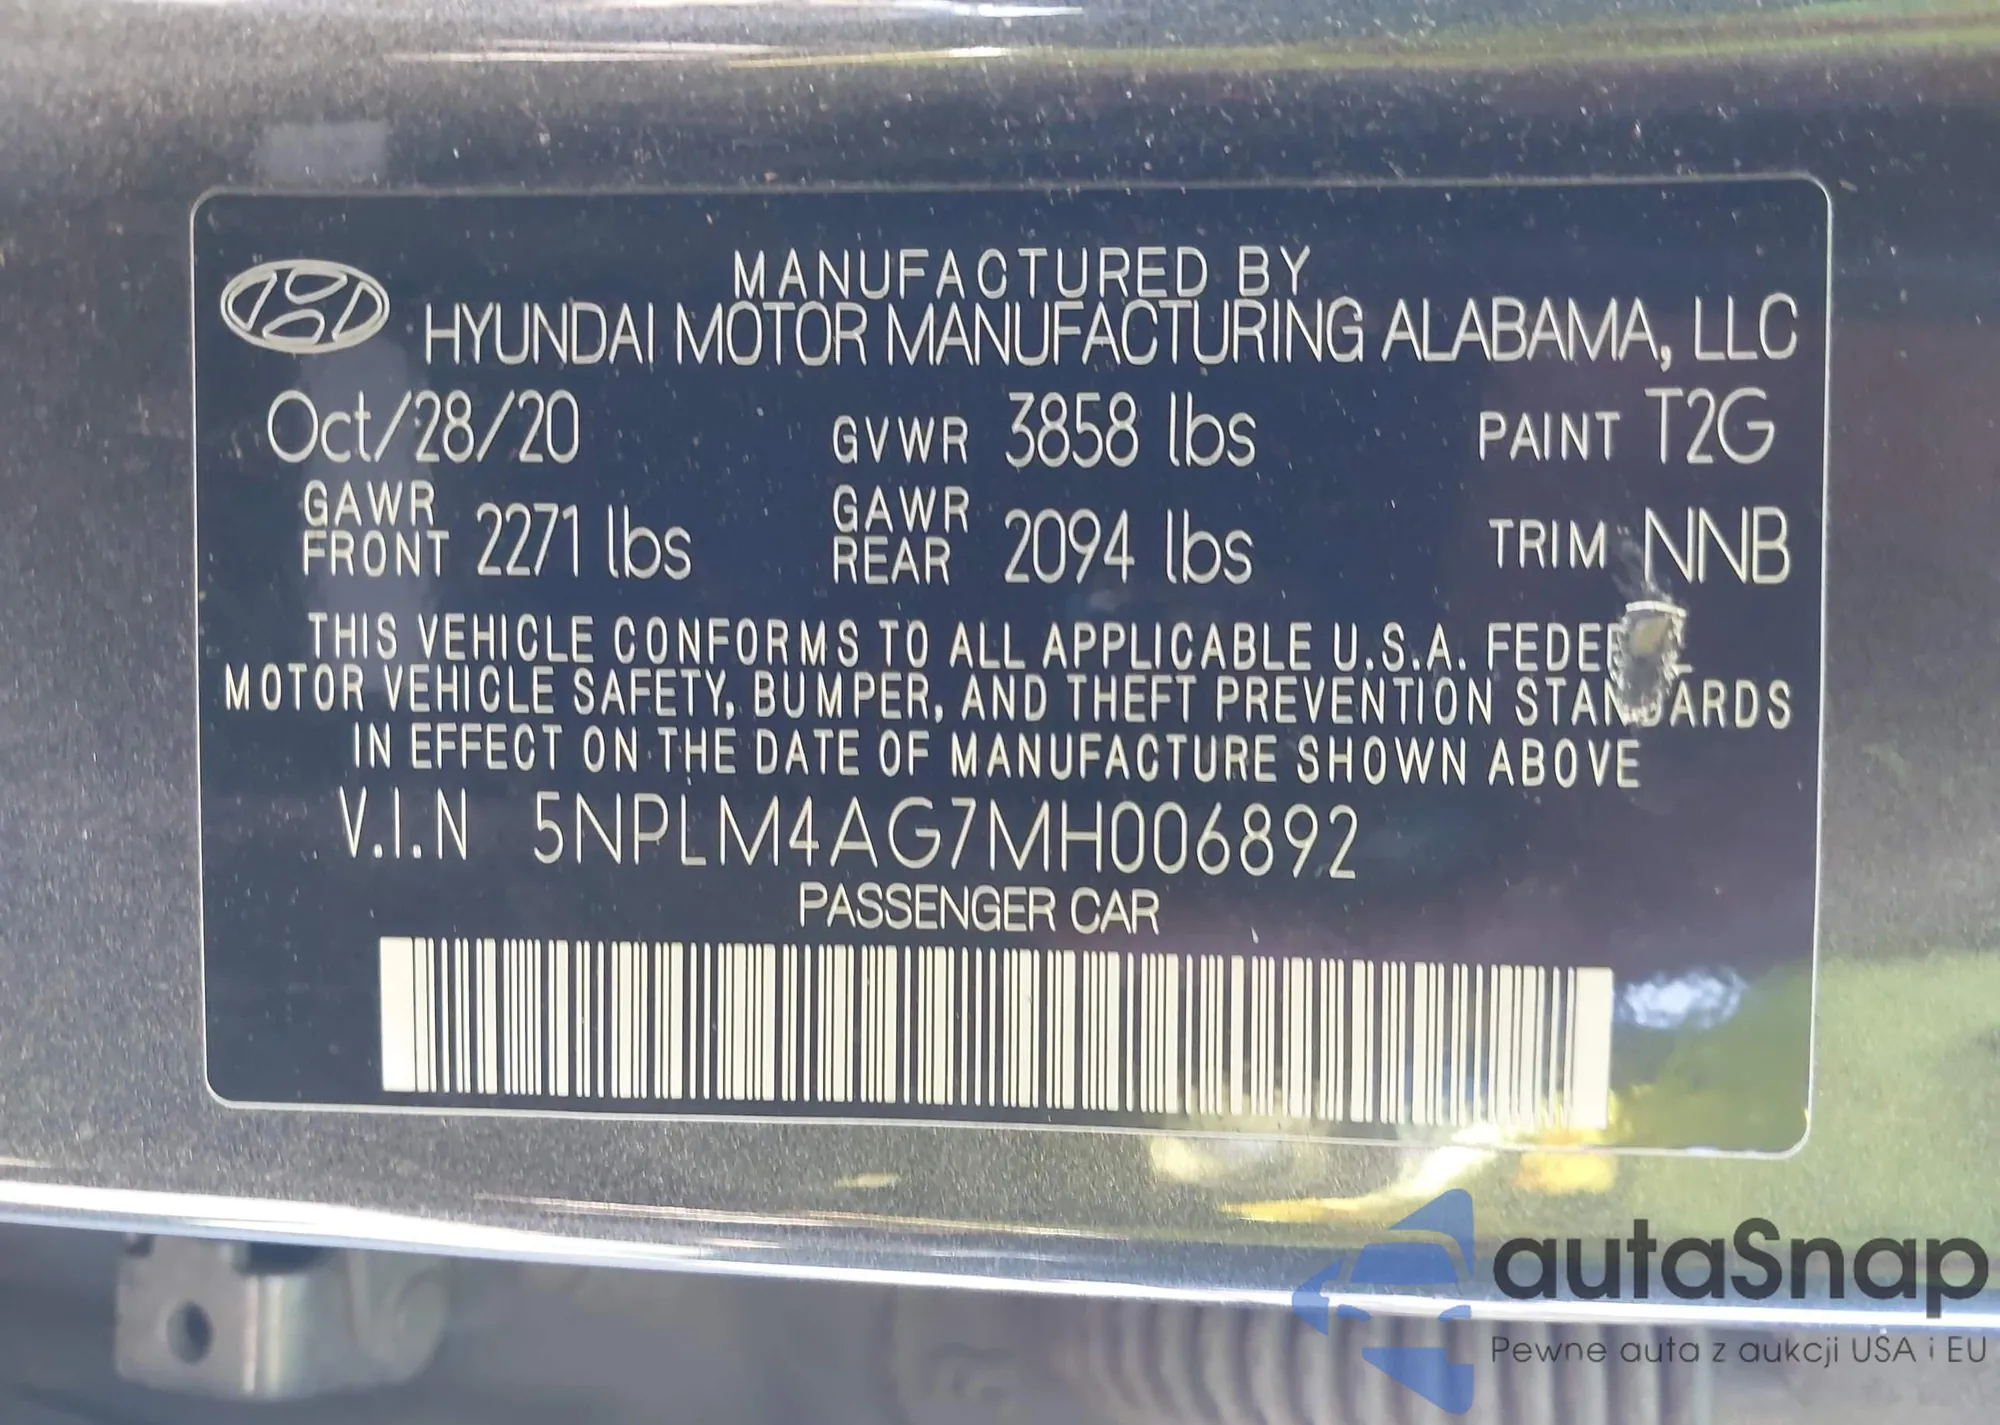 MANUFACTURED BY
HYUNDAI MOTOR MANUFACTURING ALABAMA, LLC
Oct/28/20 GVWR 3858 lbs PAINT T2G
GAWR FRONT 2271 lbs GAWR REAR 2094 lbs TRIM NNB
THIS VEHICLE CONFORMS TO ALL APPLICABLE U.S.A.
MOTOR VEHICLE SAFETY, BUMPER, AND THEFT PREVENTION STANDARDS
IN EFFECT ON THE DATE OF MANUFACTURE SHOWN ABOVE
V.I.N 5NPLM4AG7MH006892
PASSENGER CAR
autaSnap
Pewne auta z aukcji USA i EU